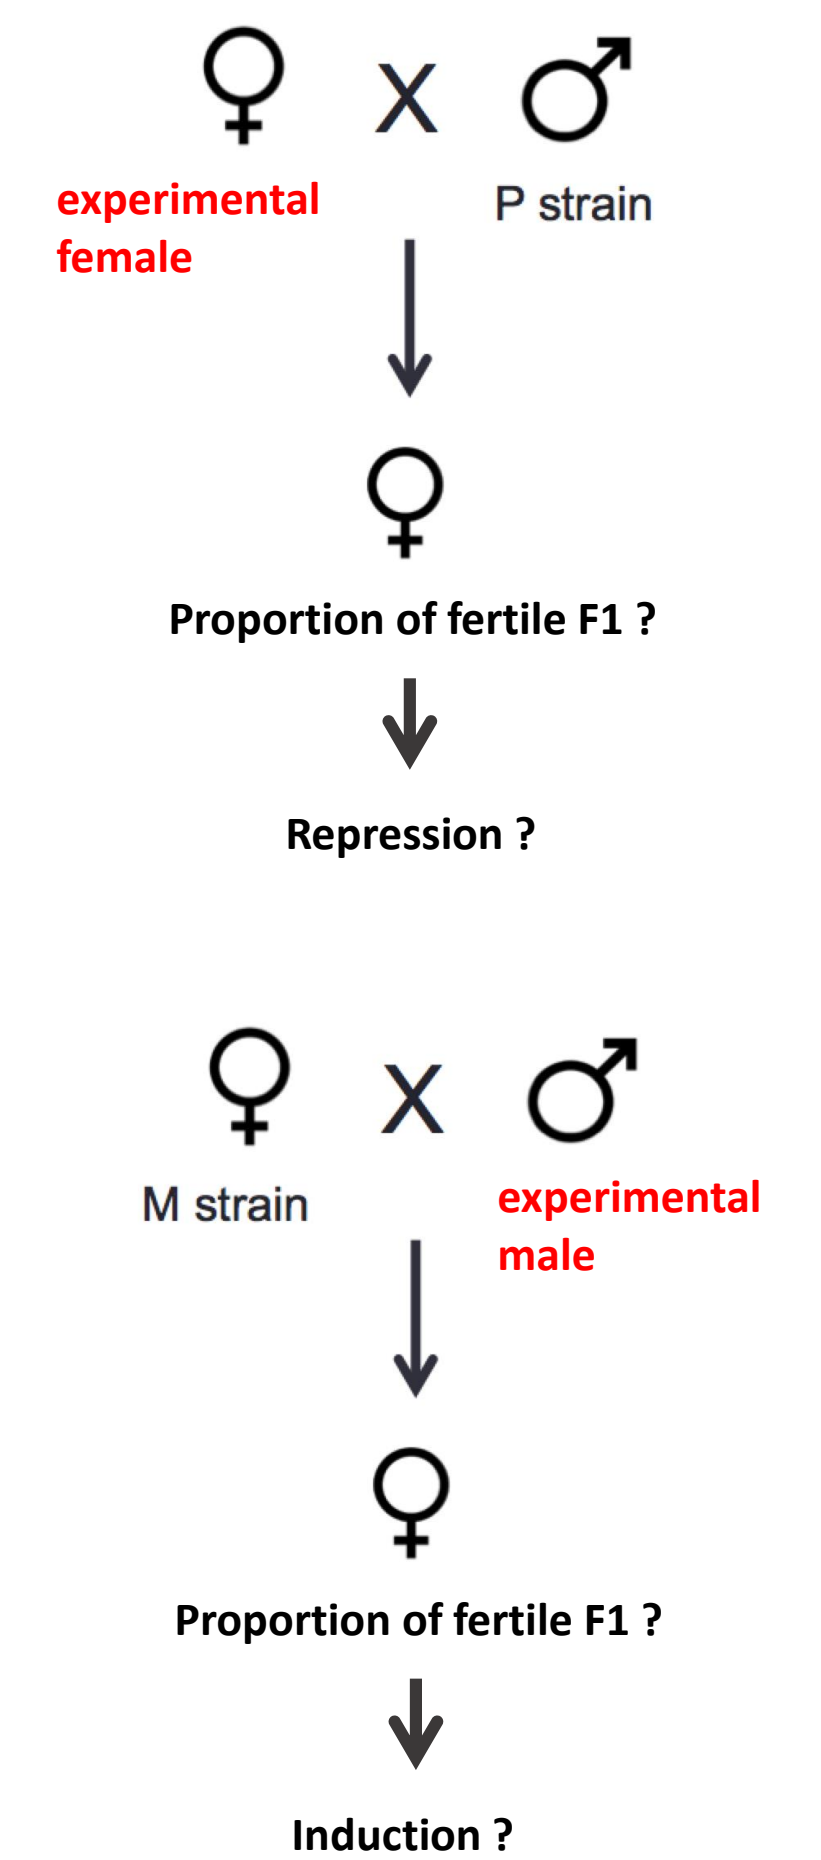 X
experimental
female
P strain
Proportion of fertile F1 ?
Repression ?
X
M strain
experimental
male
Proportion of fertile F1 ?
Induction ?